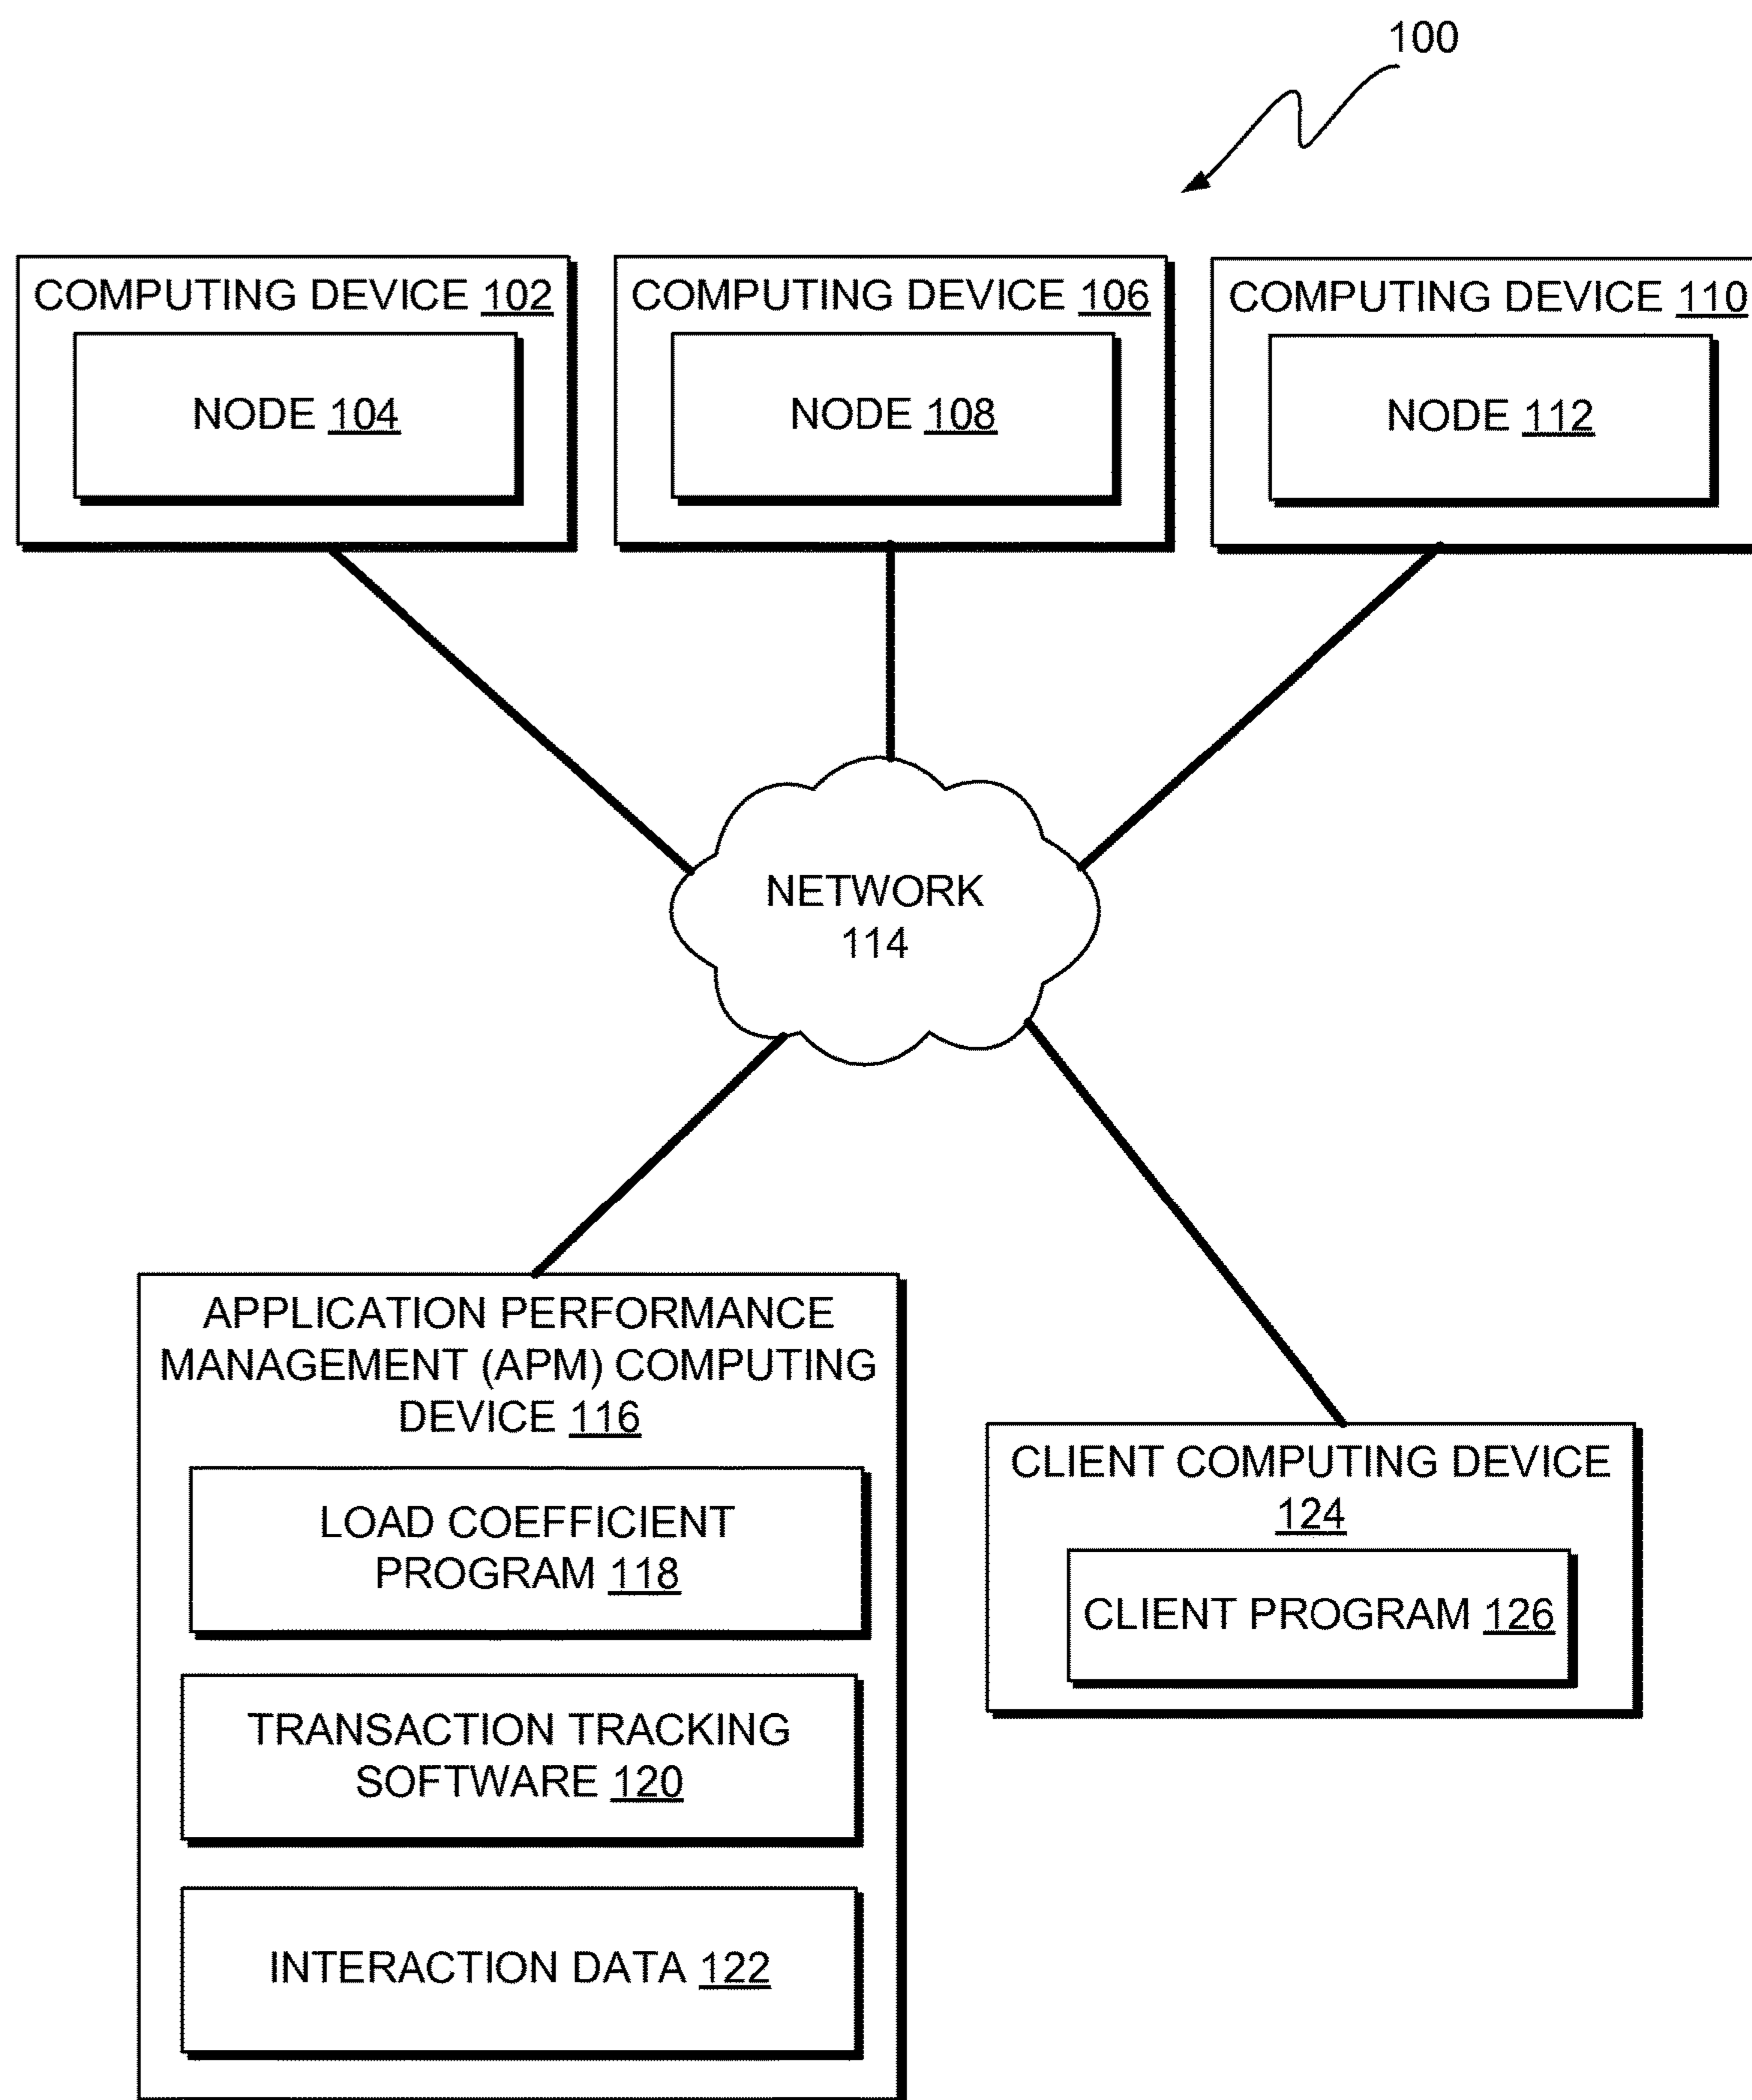 100
COMPUTING DEVICE 102
NODE 104
COMPUTING DEVICE 106
NODE 108
COMPUTING DEVICE 110
NODE 112
NETWORK
114
APPLICATION PERFORMANCE
MANAGEMENT (APM) COMPUTING
DEVICE 116
LOAD COEFFICIENT
PROGRAM 118
TRANSACTION TRACKING
SOFTWARE 120
INTERACTION DATA 122
CLIENT COMPUTING DEVICE
124
CLIENT PROGRAM 126